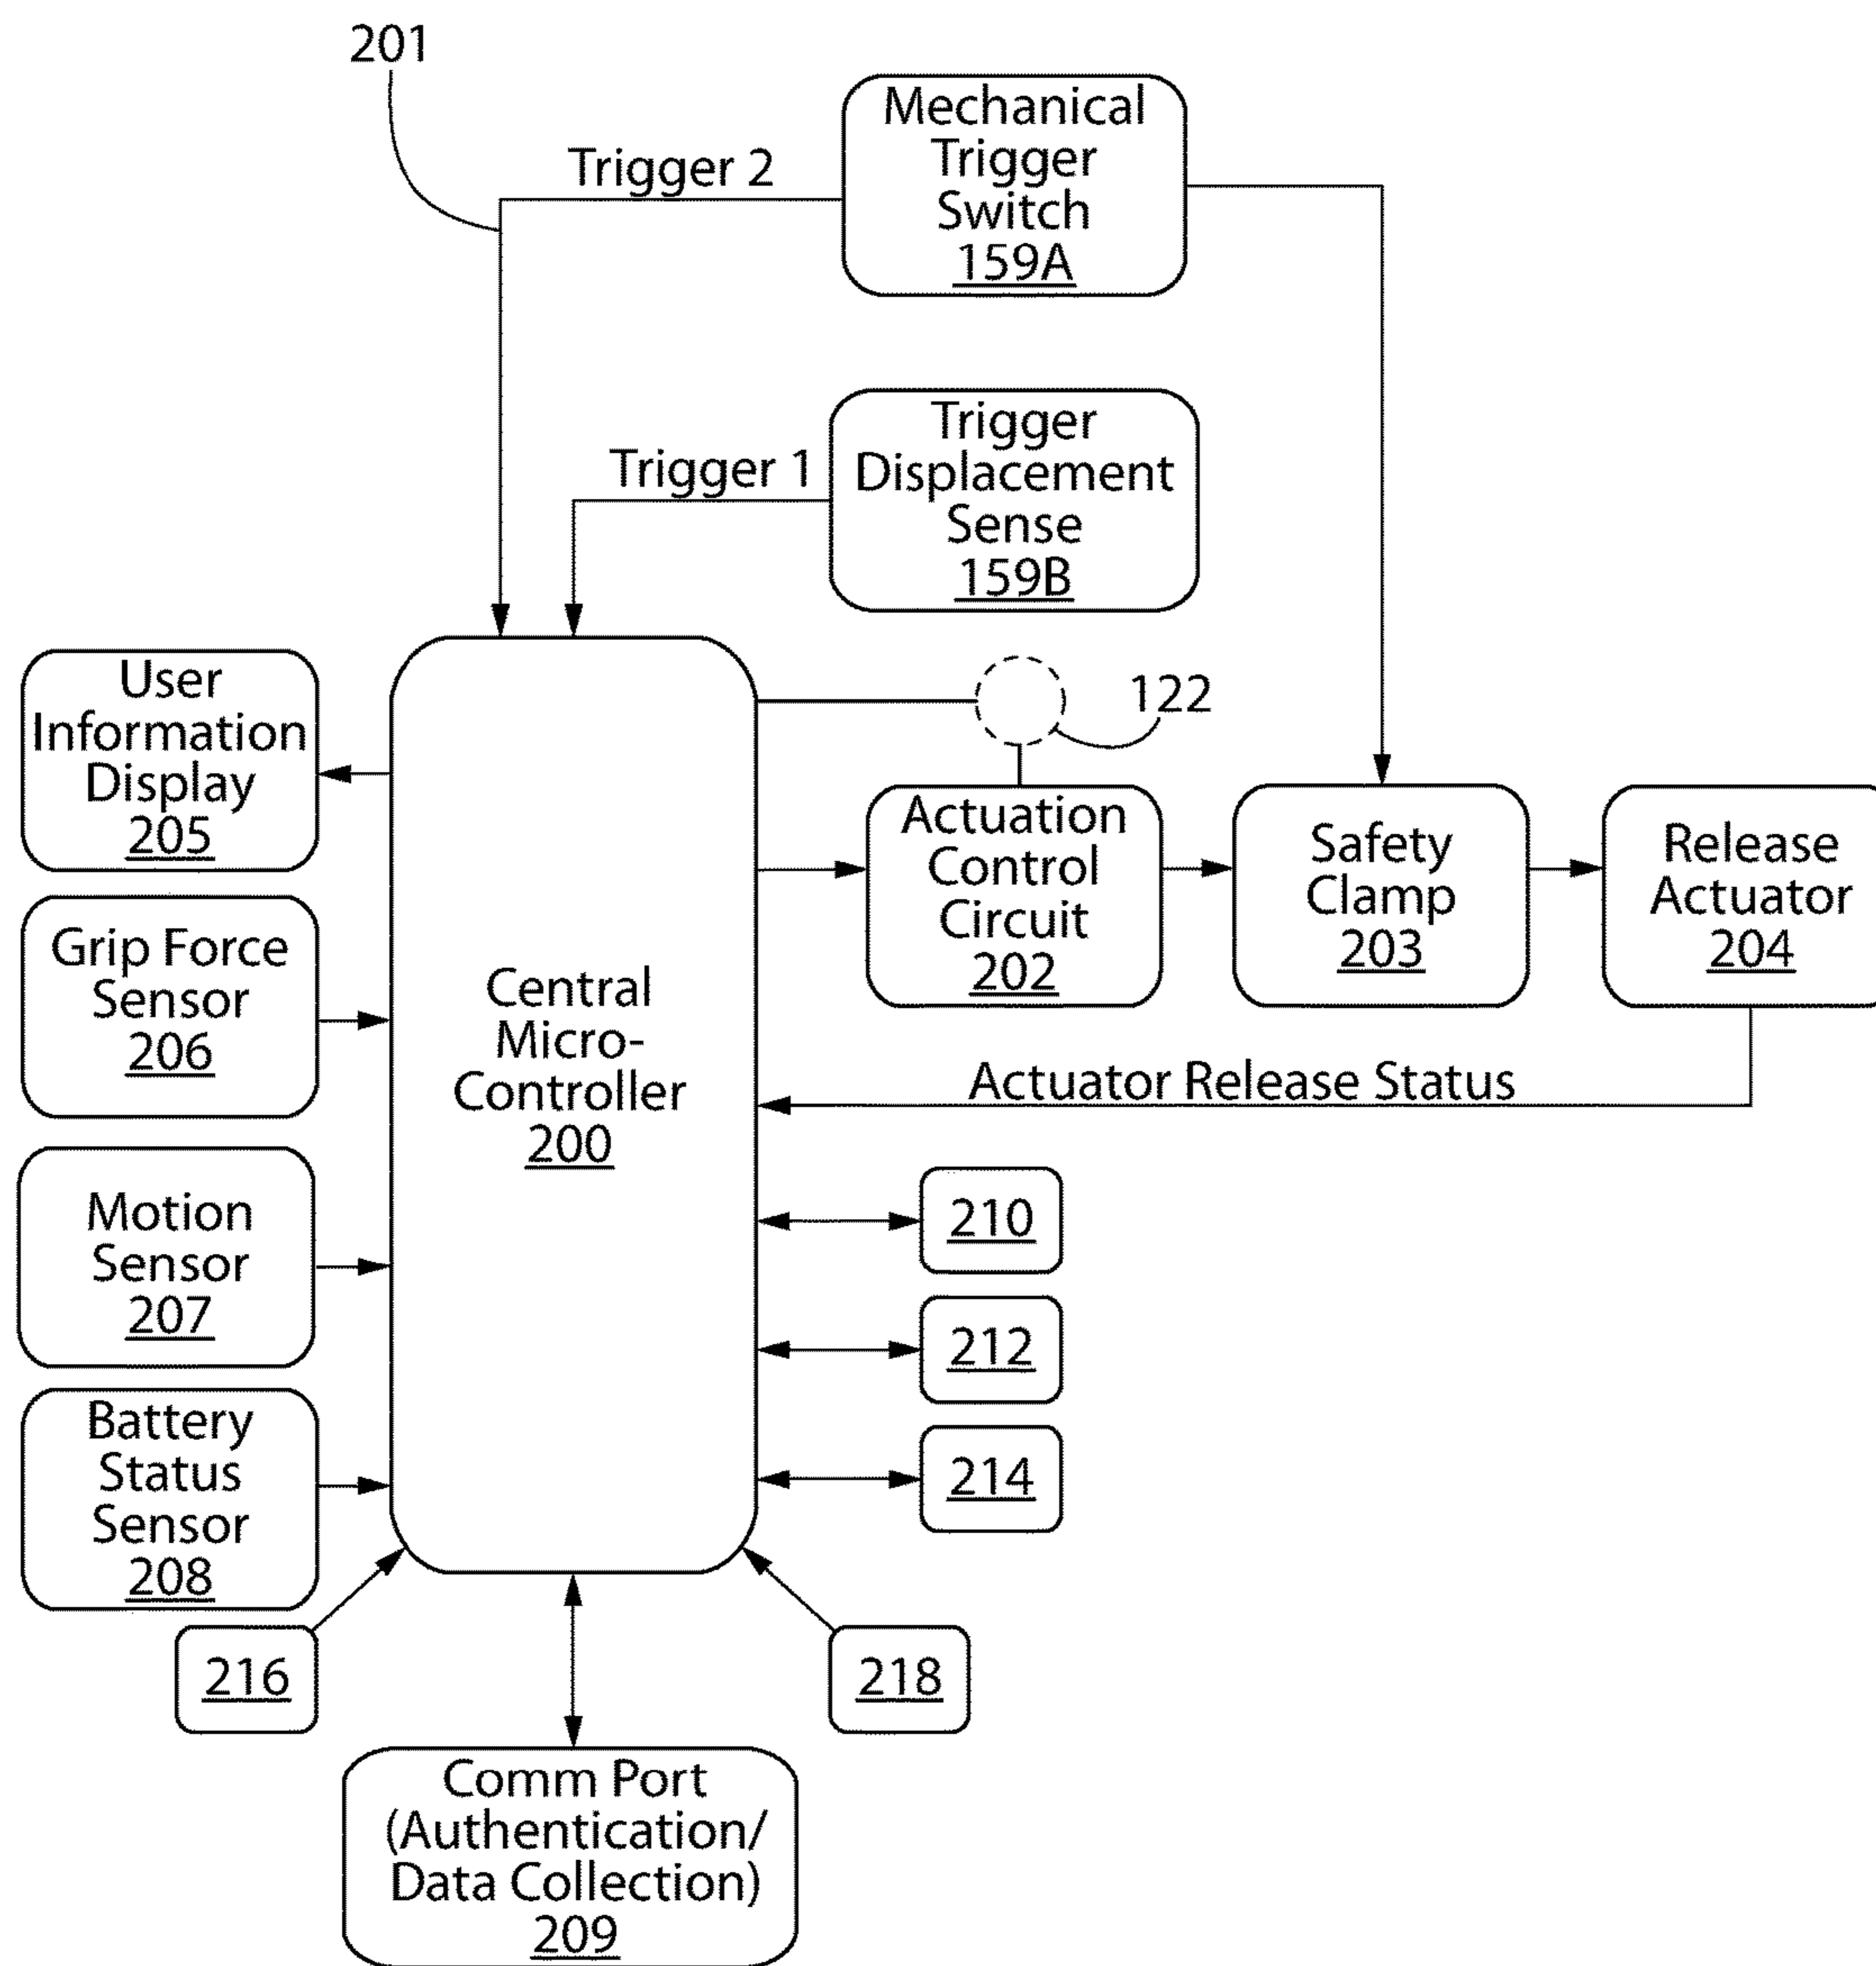 201
Mechanical
Trigger
Switch
159A
Trigger 2
Trigger
Displacement
Sense
159B
Trigger 1
User
Information
Display
205
122
Actuation
Control
Circuit
202
Safety
Clamp
203
Release
Actuator
204
Grip Force
Sensor
206
Central
Micro-
Controller
200
Actuator Release Status
Motion
Sensor
207
210
212
214
Battery
Status
Sensor
208
216
218
Comm Port
(Authentication/
Data Collection)
209